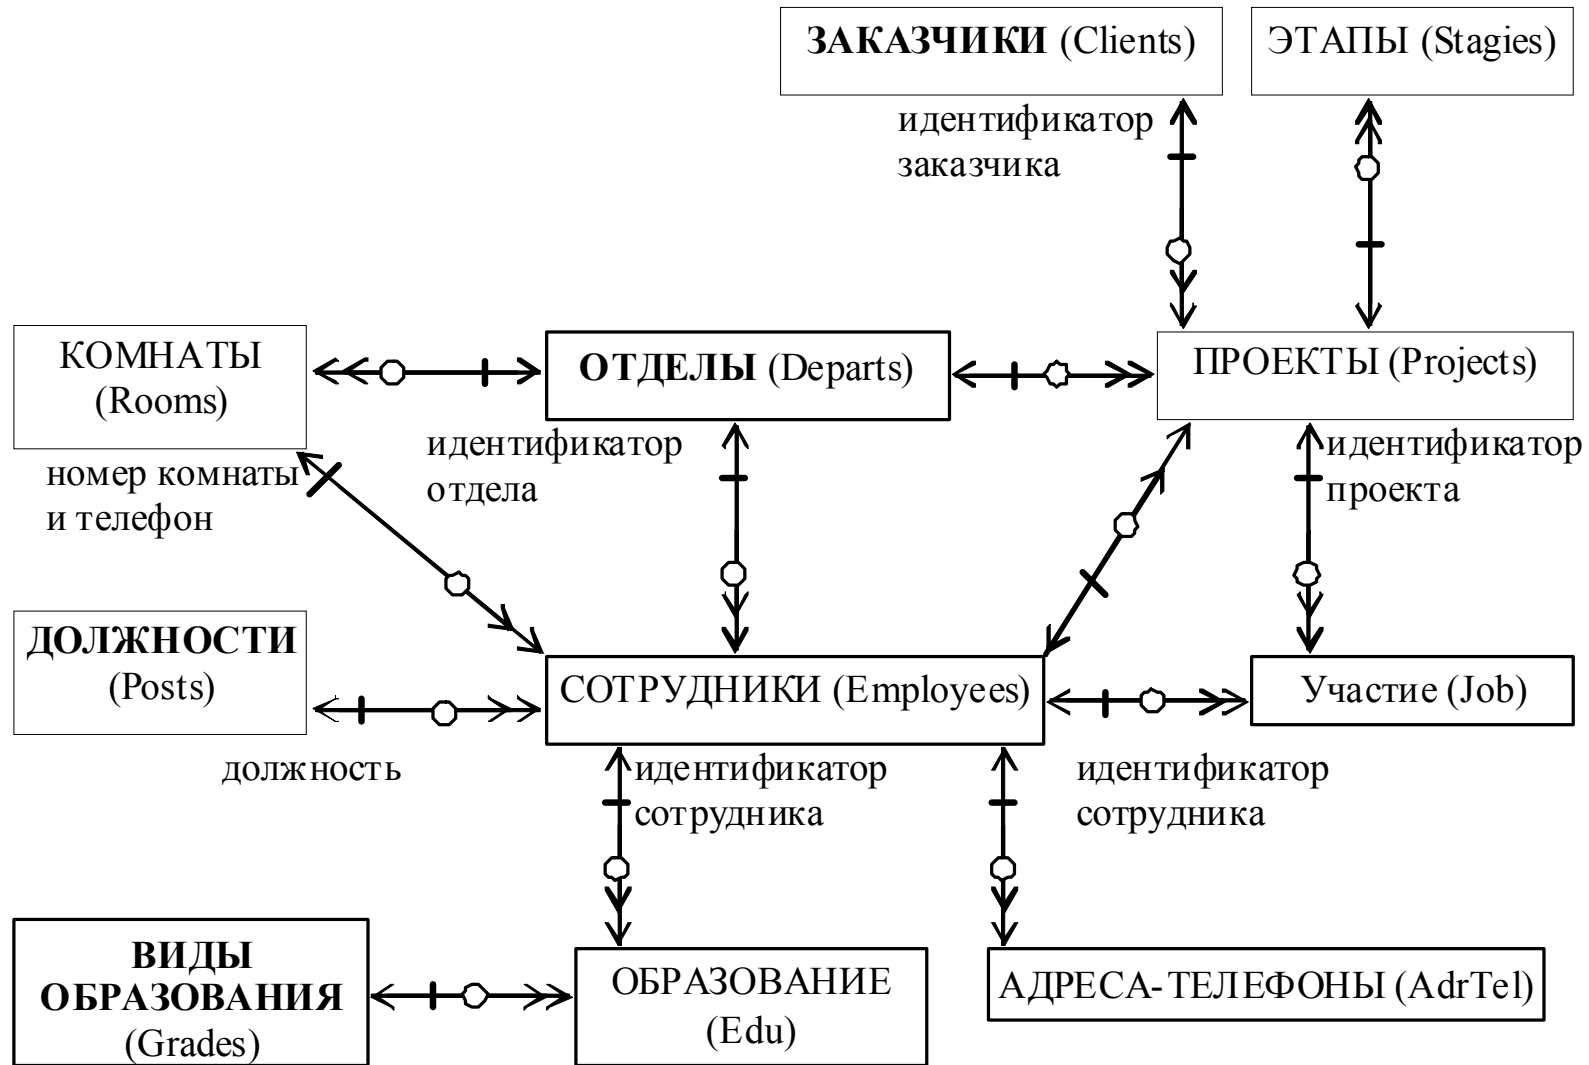 ЗАКАЗЧИКИ (Clients)
ЭТАПЫ (Stagies)
идентификатор
заказчика
КОМНАТЫ
(Rooms)
ОТДЕЛЫ (Departs)
ПРОЕКТЫ (Projects)
номер комнаты
и телефон
идентификатор
отдела
идентификатор
проекта
ДОЛЖНОСТИ
(Posts)
СОТРУДНИКИ (Employees)
Участие (Job)
должность
идентификатор
сотрудника
идентификатор
сотрудника
ВИДЫ
ОБРАЗОВАНИЯ
(Grades)
ОБРАЗОВАНИЕ
(Edu)
АДРЕСА-ТЕЛЕФОНЫ (AdrTel)